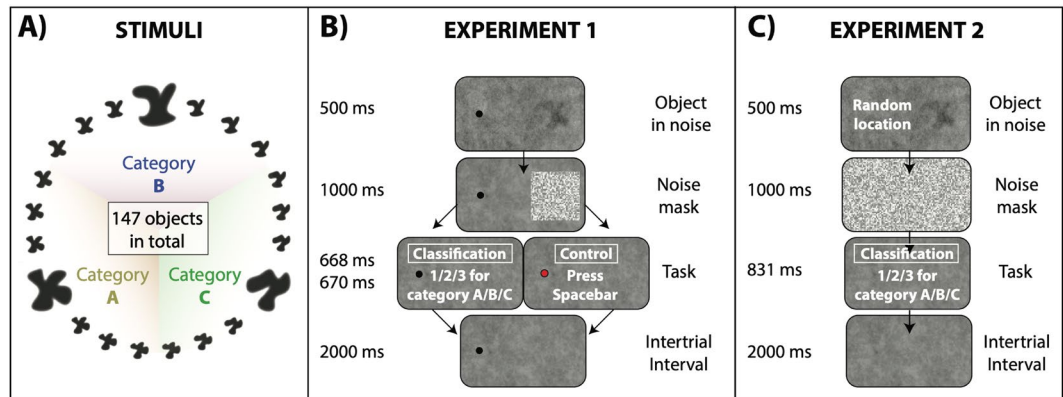 A)
STIMULI
Category
B
147 objects
in total
Category
A
Category
C
B)
EXPERIMENT 1
500 ms
Object
in noise
1000 ms
Noise
mask
668 ms
670 ms
Classification
1/2/3 for
category A/B/C
Control
Press
Spacebar
Task
2000 ms
Intertrial
Interval
C)
EXPERIMENT 2
500 ms
Random
location
Object
in noise
1000 ms
Noise
mask
831 ms
Classification
1/2/3 for
category A/B/C
Task
2000 ms
Intertrial
Interval